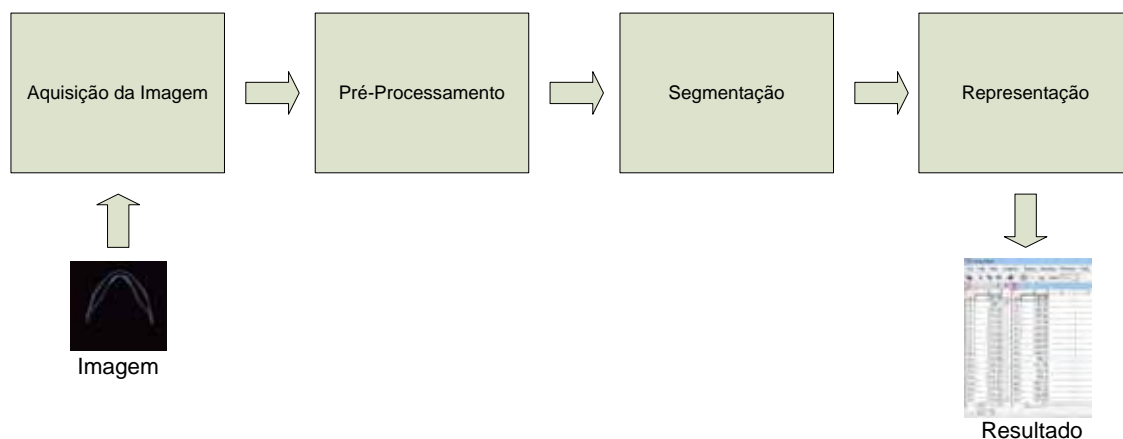 Aquisição da Imagem
Pré-Processamento
Segmentação
Representação
Imagem
Resultado